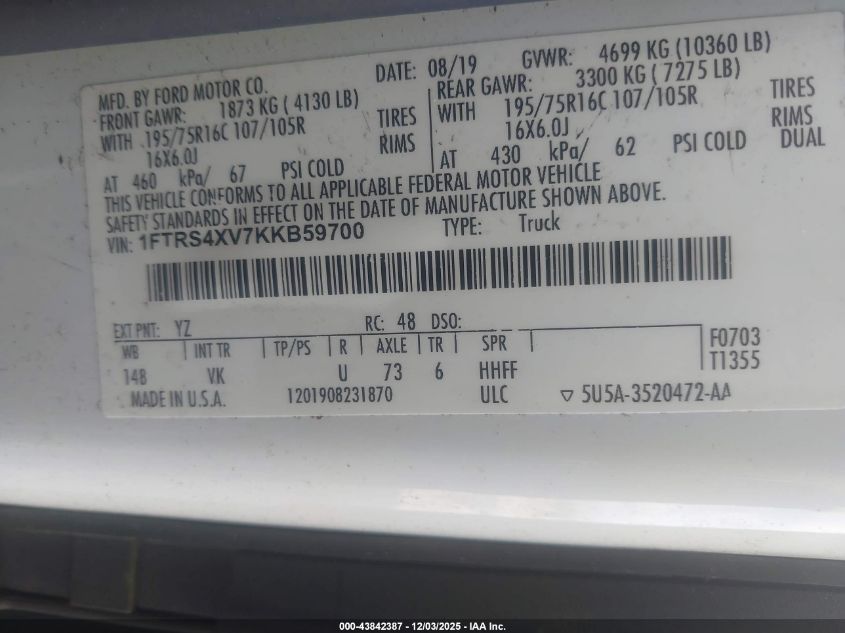 MFD. BY FORD MOTOR CO.
DATE: 08/19
GVWR: 4699 KG (10360 LB)
FRONT GAWR: 1873 KG ( 4130 LB)
WITH 195/75R16C 107/105R TIRES
16X6.0J RIMS
AT 460 kPa/ 67 PSI COLD
REAR GAWR: 3300 KG ( 7275 LB)
WITH 195/75R16C 107/105R TIRES
16X6.0J RIMS
AT 430 kPa/ 62 PSI COLD DUAL
THIS VEHICLE CONFORMS TO ALL APPLICABLE FEDERAL MOTOR VEHICLE
SAFETY STANDARDS IN EFFECT ON THE DATE OF MANUFACTURE SHOWN ABOVE.
VIN: 1FTRS4XV7KKB59700 TYPE: Truck
EXT PNT: YZ RC: 48 DSO:
WB INT TR TP/PS R AXLE TR SPR
148 VK U 73 6 HHFF
F0703
T1355
MADE IN U.S.A. 1201908231870 ULC ▽ 5U5A-3520472-AA
000-43842387 - 12/03/2025 - IAA Inc.